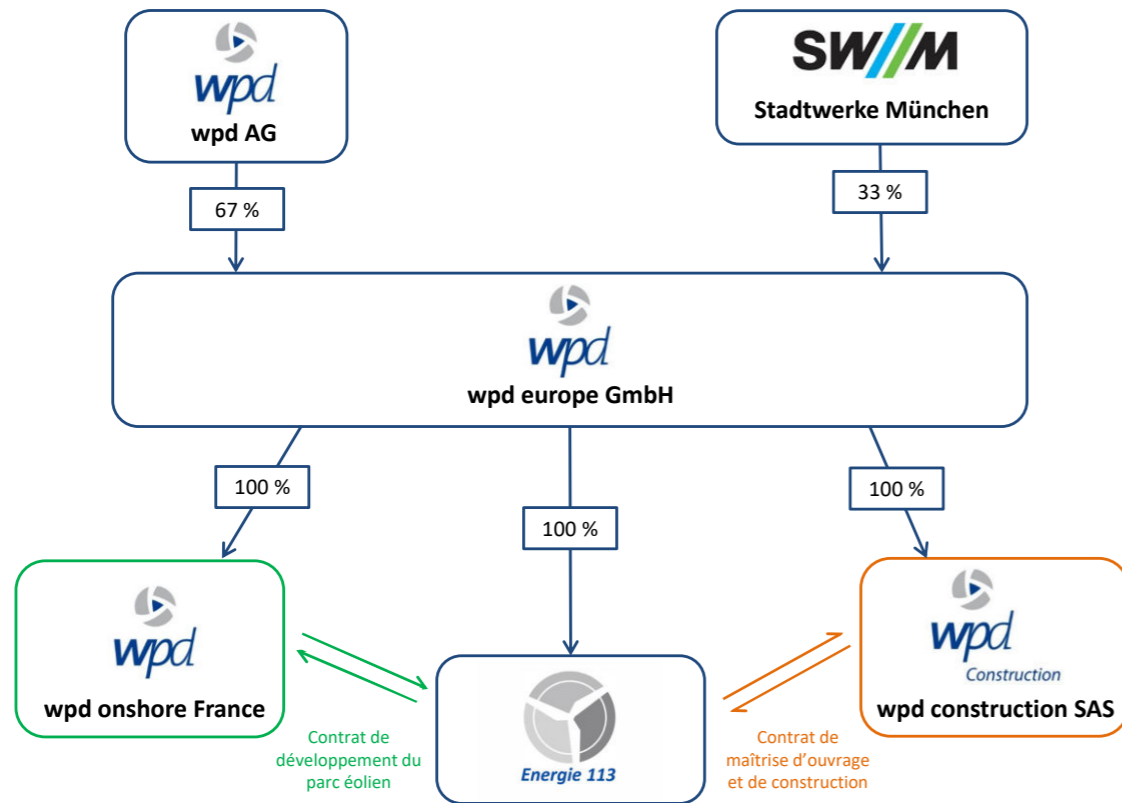 wpd
wpd AG
SW//M
Stadtwerke München
67 %
33 %
wpd
wpd europe GmbH
100 %
100 %
100 %
wpd
wpd onshore France
Contrat de
développement du
parc éolien
Energie 113
Contrat de
maîtrise d’ouvrage
et de construction
wpd
Construction
wpd construction SAS